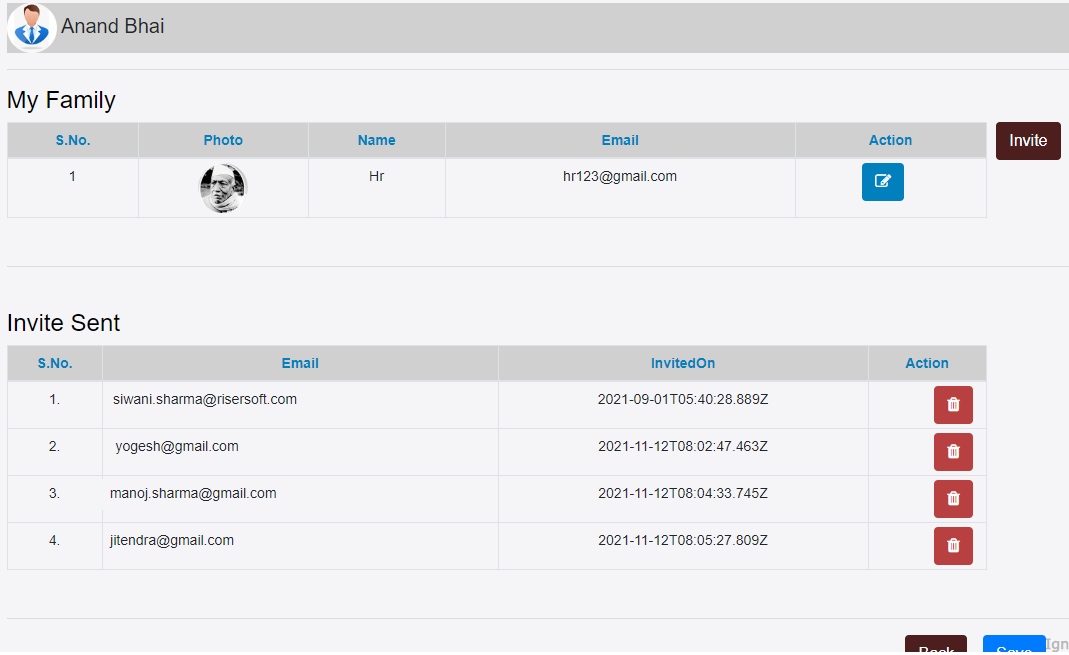 Anand Bhai
My Family
S.No. Photo Name Email Action
Invite
1 Hr hr123@gmail.com
Invite Sent
S.No. Email InvitedOn Action
1. siwani.sharma@risersoft.com 2021-09-01T05:40:28.889Z
2. yogesh@gmail.com 2021-11-12T08:02:47.463Z
3. manoj.sharma@gmail.com 2021-11-12T08:04:33.745Z
4. jitendra@gmail.com 2021-11-12T08:05:27.809Z
Back Save Ign